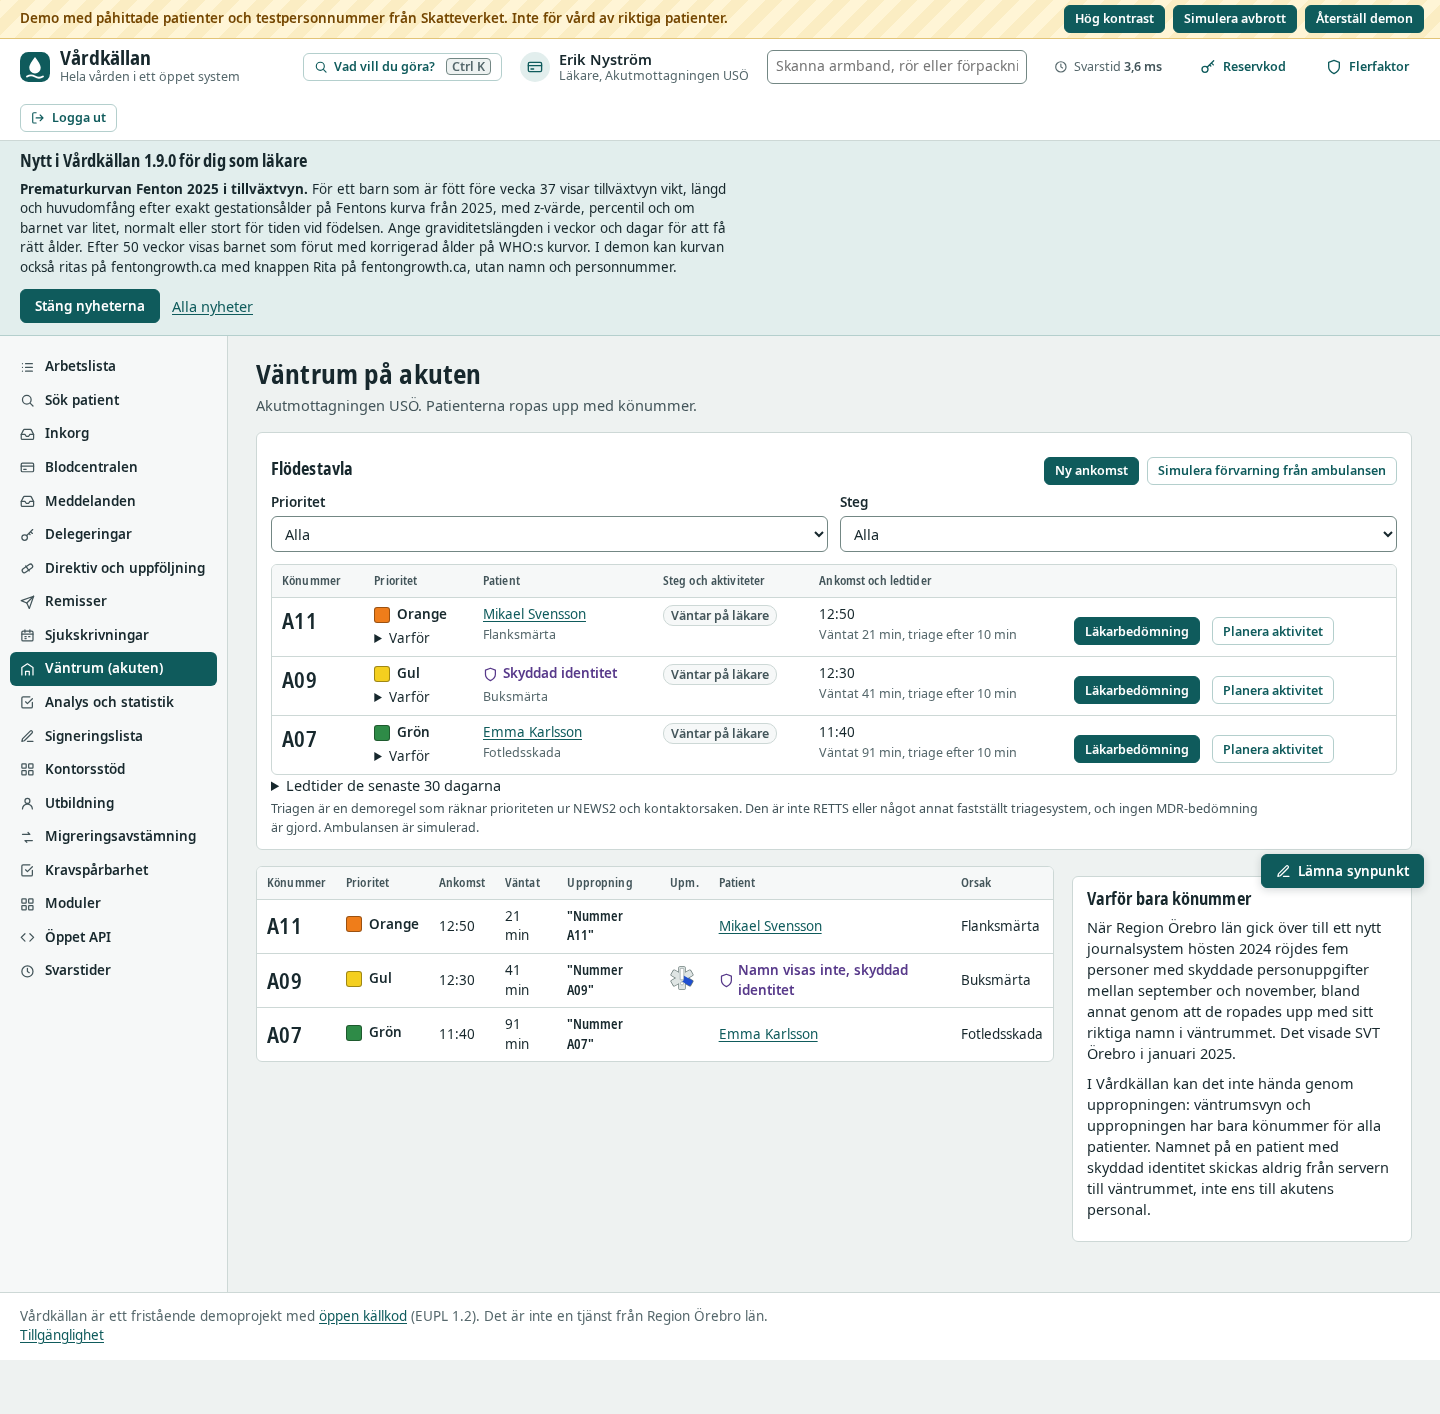 Demo med påhittade patienter och testpersonnummer från Skatteverket. Inte för vård av riktiga patienter.
Hög kontrast
Simulera avbrott
Återställ demon
Vårdkällan
Hela vården i ett öppet system
Vad vill du göra? Ctrl K
Erik Nyström
Läkare, Akutmottagningen USÖ
Skanna armband, rör eller förpackni
Svarstid 3,6 ms
Reservkod
Flerfaktor
Logga ut
Nytt i Vårdkällan 1.9.0 för dig som läkare
Prematurkurvan Fenton 2025 i tillväxtvyn. För ett barn som är fött före vecka 37 visar tillväxtvyn vikt, längd
och huvudomfång efter exakt gestationsålder på Fentons kurva från 2025, med z-värde, percentil och om
barnet var litet, normalt eller stort för tiden vid födelsen. Ange graviditetslängden i veckor och dagar för att få
rätt ålder. Efter 50 veckor visas barnet som förut med korrigerad ålder på WHO:s kurvor. I demon kan kurvan
också ritas på fentongrowth.ca med knappen Rita på fentongrowth.ca, utan namn och personnummer.
Stäng nyheterna
Alla nyheter
Arbetslista
Sök patient
Inkorg
Blodcentralen
Meddelanden
Delegeringar
Direktiv och uppföljning
Remisser
Sjukskrivningar
Väntrum (akuten)
Analys och statistik
Signeringslista
Kontorsstöd
Utbildning
Migreringsavstämning
Kravspårbarhet
Moduler
Öppet API
Svarstider
Väntrum på akuten
Akutmottagningen USÖ. Patienterna ropas upp med könummer.
Flödestavla
Ny ankomst
Simulera förvarning från ambulansen
Prioritet
Alla
Steg
Alla
Könummer Prioritet Patient Steg och aktiviteter Ankomst och ledtider
A11 Orange Mikael Svensson Väntar på läkare 12:50
Varför Flanksmärta Väntat 21 min, triage efter 10 min Läkarbedömning Planera aktivitet
A09 Gul Skyddad identitet Väntar på läkare 12:30
Varför Buksmärta Väntat 41 min, triage efter 10 min Läkarbedömning Planera aktivitet
A07 Grön Emma Karlsson Väntar på läkare 11:40
Varför Fotledsskada Väntat 91 min, triage efter 10 min Läkarbedömning Planera aktivitet
Ledtider de senaste 30 dagarna
Triagen är en demoregel som räknar prioriteten ur NEWS2 och kontaktorsaken. Den är inte RETTS eller något annat fastställt triagesystem, och ingen MDR-bedömning
är gjord. Ambulansen är simulerad.
Könummer Prioritet Ankomst Väntat Uppropning Upm. Patient Orsak
A11 Orange 12:50 21 min "Nummer A11" Mikael Svensson Flanksmärta
A09 Gul 12:30 41 min "Nummer A09" Namn visas inte, skyddad identitet Buksmärta
A07 Grön 11:40 91 min "Nummer A07" Emma Karlsson Fotledsskada
Lämna synpunkt
Varför bara könummer
När Region Örebro län gick över till ett nytt
journalsystem hösten 2024 röjdes fem
personer med skyddade personuppgifter
mellan september och november, bland
annat genom att de ropades upp med sitt
riktiga namn i väntrummet. Det visade SVT
Örebro i januari 2025.
I Vårdkällan kan det inte hända genom
uppropningen: väntrumsvyn och
uppropningen har bara könummer för alla
patienter. Namnet på en patient med
skyddad identitet skickas aldrig från servern
till väntrummet, inte ens till akutens
personal.
Vårdkällan är ett fristående demoprojekt med öppen källkod (EUPL 1.2). Det är inte en tjänst från Region Örebro län.
Tillgänglighet